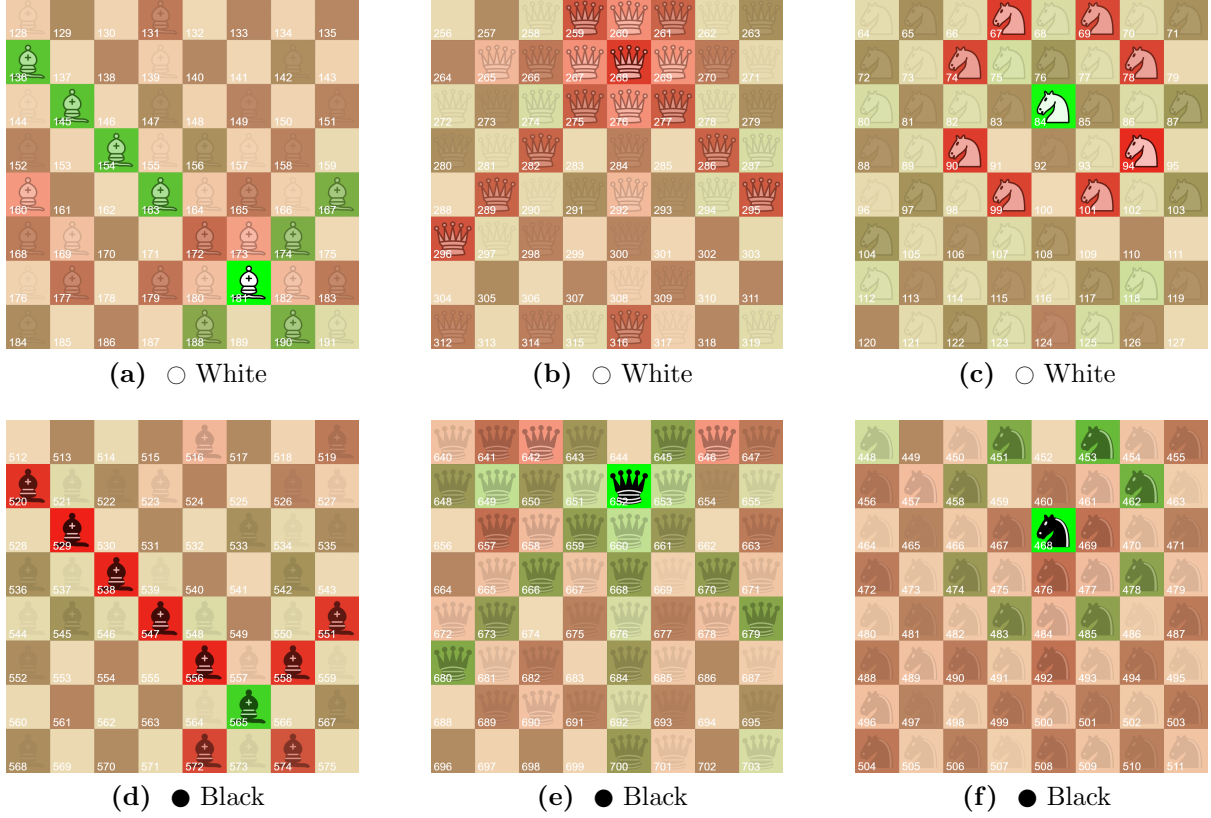 128 129 130 131 132 133 134 135
136 137 138 139 140 141 142 143
144 145 146 147 148 149 150 151
152 153 154 155 156 157 158 159
160 161 162 163 164 165 166 167
168 169 170 171 172 173 174 175
176 177 178 179 180 181 182 183
184 185 186 187 188 189 190 191
(a) ○ White
256 257 258 259 260 261 262 263
264 265 266 267 268 269 270 271
272 273 274 275 276 277 278 279
280 281 282 283 284 285 286 287
288 289 290 291 292 293 294 295
296 297 298 299 300 301 302 303
304 305 306 307 308 309 310 311
312 313 314 315 316 317 318 319
(b) ○ White
64 65 66 67 68 69 70 71
72 73 74 75 76 77 78 79
80 81 82 83 84 85 86 87
88 89 90 91 92 93 94 95
96 97 98 99 100 101 102 103
104 105 106 107 108 109 110 111
112 113 114 115 116 117 118 119
120 121 122 123 124 125 126 127
(c) ○ White
512 513 514 515 516 517 518 519
520 521 522 523 524 525 526 527
528 529 530 531 532 533 534 535
536 537 538 539 540 541 542 543
544 545 546 547 548 549 550 551
552 553 554 555 556 557 558 559
560 561 562 563 564 565 566 567
568 569 570 571 572 573 574 575
(d) ● Black
640 641 642 643 644 645 646 647
648 649 650 651 652 653 654 655
656 657 658 659 660 661 662 663
664 665 666 667 668 669 670 671
672 673 674 675 676 677 678 679
680 681 682 683 684 685 686 687
688 689 690 691 692 693 694 695
696 697 698 699 700 701 702 703
(e) ● Black
448 449 450 451 452 453 454 455
456 457 458 459 460 461 462 463
464 465 466 467 468 469 470 471
472 473 474 475 476 477 478 479
480 481 482 483 484 485 486 487
488 489 490 491 492 493 494 495
496 497 498 499 500 501 502 503
504 505 506 507 508 509 510 511
(f) ● Black